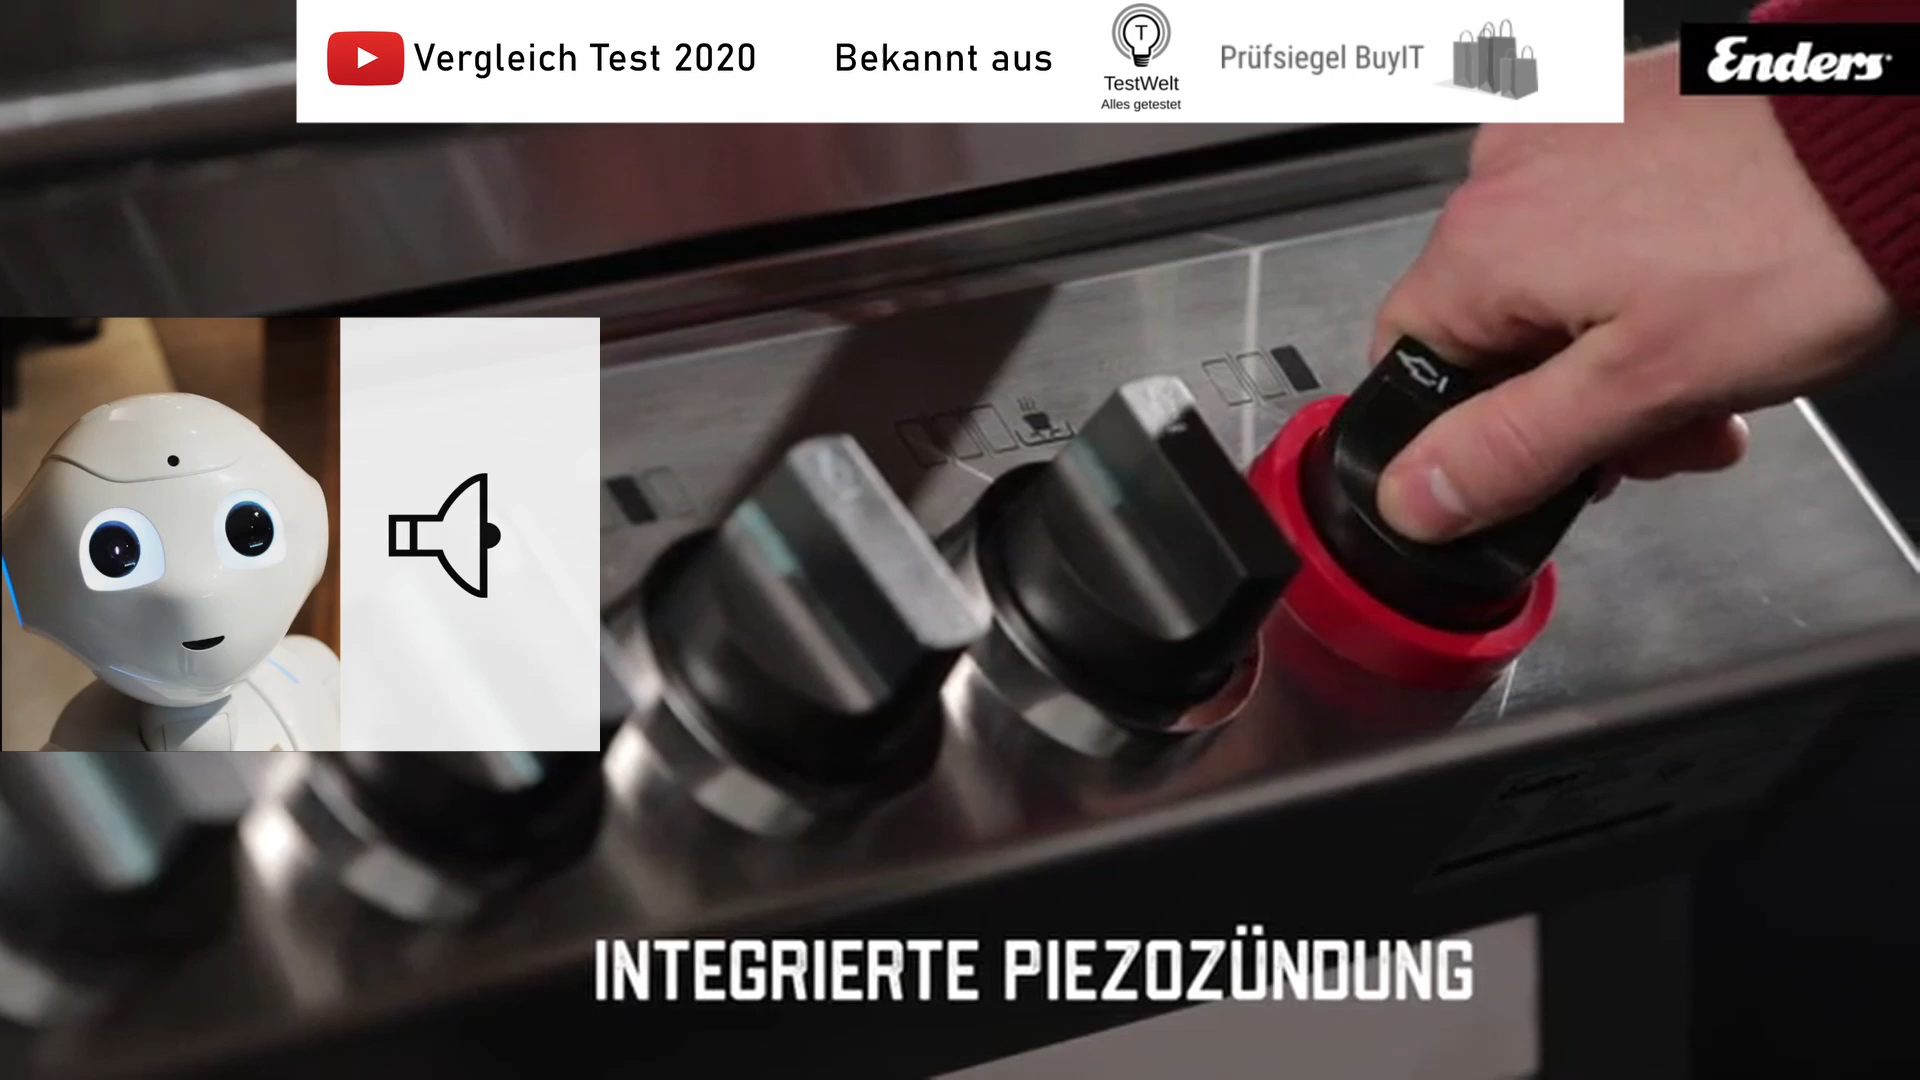 Vergleich Test 2020
Bekannt aus
T
TestWelt
Alles getestet
Prüfsiegel BuyIT
Enders
INTEGRIERTE PIEZOZÜNDUNG